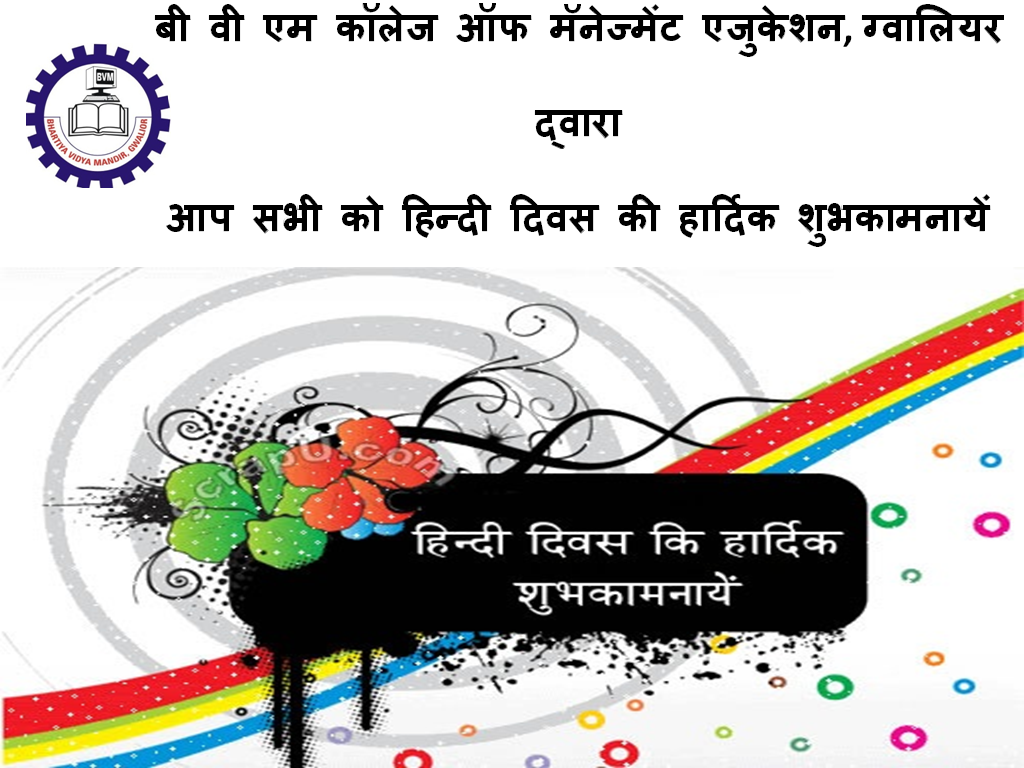 बी वी एम कॉलेज ऑफ मॅनेज्मेंट एजुकेशन, ग्वालियर
BVM
BHARTIYA VIDYA MANDIR, GWALIOR
द्वारा
आप सभी को हिन्दी दिवस की हार्दिक शुभकामनायें
ScrapU.com
हिन्दी दिवस कि हार्दिक
शुभकामनायें